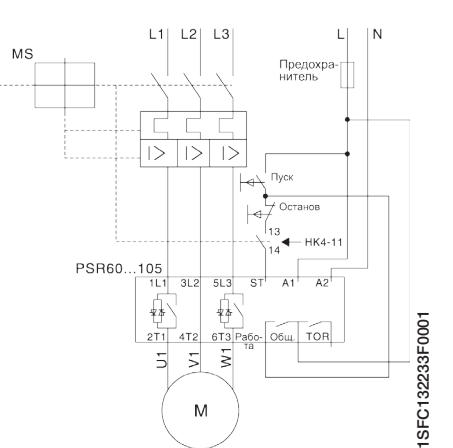 L1 L2 L3 L N
MS
Предохра-
нитель
I> I> I>
Пуск
Останов
13
14 HK4-11
PSR60...105
1L1 3L2 5L3 ST A1 A2
2T1 4T2 6T3 Рабо-
та Общ. TOR
U1 V1 W1
M
1SFC132233F0001